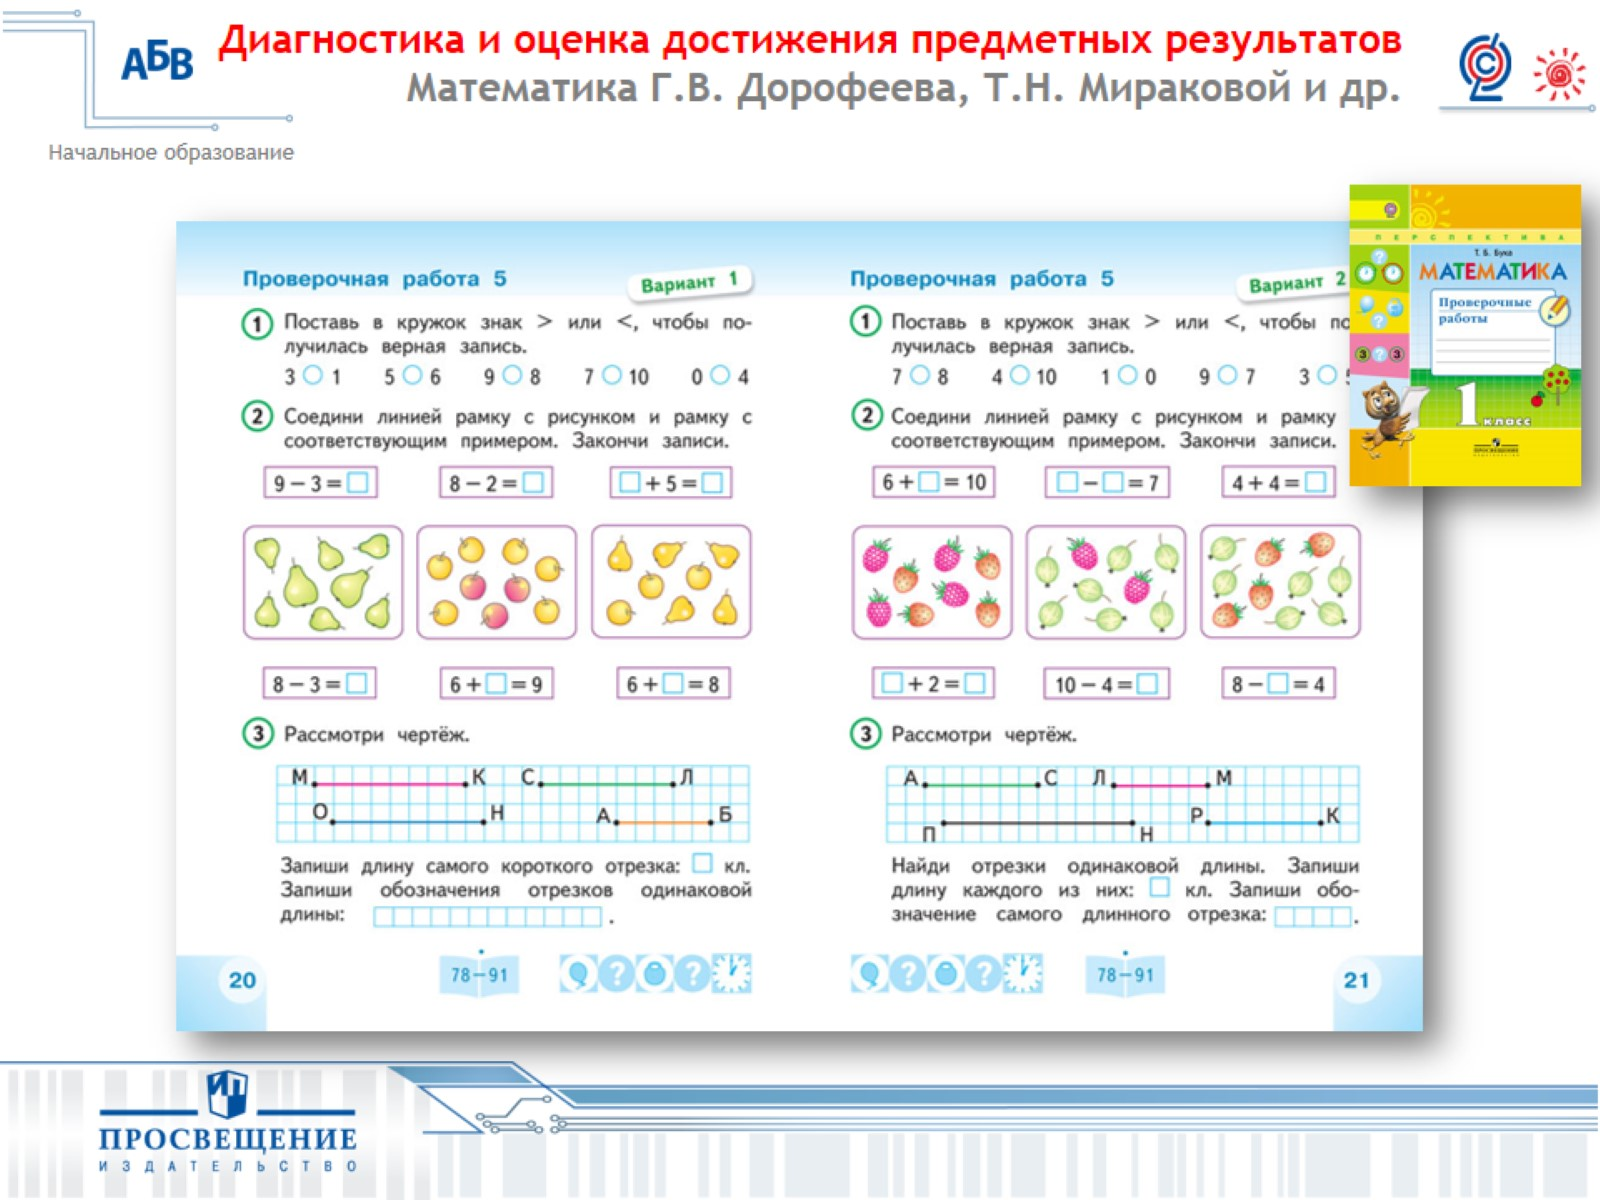 АБВ
Диагностика и оценка достижения предметных результатов
Математика Г.В. Дорофеева, Т.Н. Мираковой и др.
Начальное образование
Проверочная работа 5
Вариант 1
1 Поставь в кружок знак > или <, чтобы по-
лучилась верная запись.
3 ○ 1 5 ○ 6 9 ○ 8 7 ○ 10 0 ○ 4
2 Соедини линией рамку с рисунком и рамку с
соответствующим примером. Закончи записи.
9 − 3 = □ 8 − 2 = □ □ + 5 = □
8 − 3 = □ 6 + □ = 9 6 + □ = 8
3 Рассмотри чертёж.
М К С Л
О Н А Б
Запиши длину самого короткого отрезка: □ кл.
Запиши обозначения отрезков одинаковой
длины: .
20
78−91
? ?
Проверочная работа 5
Вариант 2
1 Поставь в кружок знак > или <, чтобы по
лучилась верная запись.
7 ○ 8 4 ○ 10 1 ○ 0 9 ○ 7 3 ○ 5
2 Соедини линией рамку с рисунком и рамку
соответствующим примером. Закончи записи.
6 + □ = 10 □ − □ = 7 4 + 4 = □
□ + 2 = □ 10 − 4 = □ 8 − □ = 4
3 Рассмотри чертёж.
А С Л М
П Н Р К
Найди отрезки одинаковой длины. Запиши
длину каждого из них: □ кл. Запиши обо-
значение самого длинного отрезка: .
? ?
78−91
21
ПЕРСПЕКТИВА
Т. Б. Бука
МАТЕМАТИКА
Проверочные
работы
3 ? 3
1 класс
ПРОСВЕЩЕНИЕ
ИП
ПРОСВЕЩЕНИЕ
ИЗДАТЕЛЬСТВО